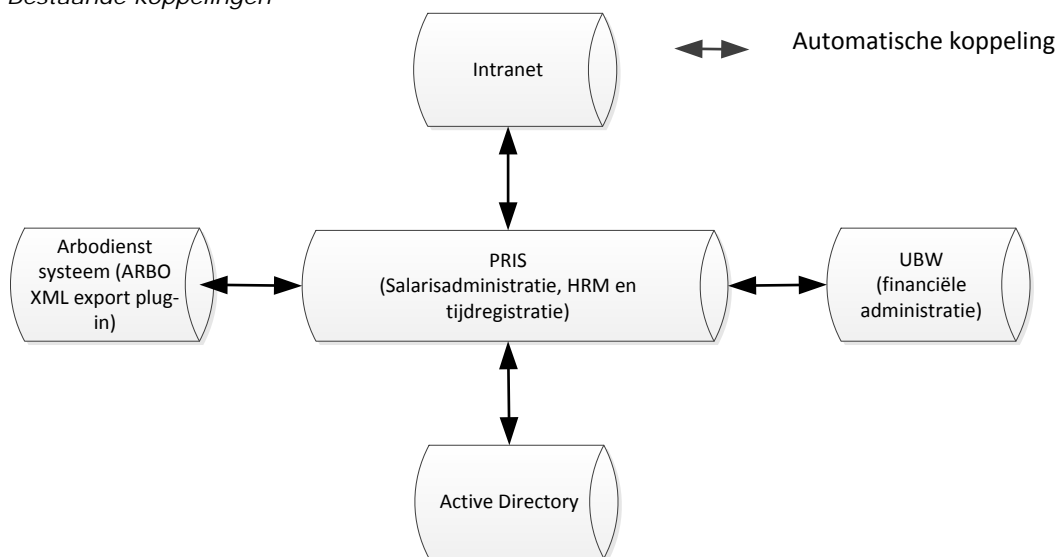 Bestaande koppelingen
Automatische koppeling
Intranet
Arbodienst
systeem (ARBO
XML export plug-
in)
PRIS
(Salarisadministratie, HRM en
tijdregistratie)
UBW
(financiële
administratie)
Active Directory